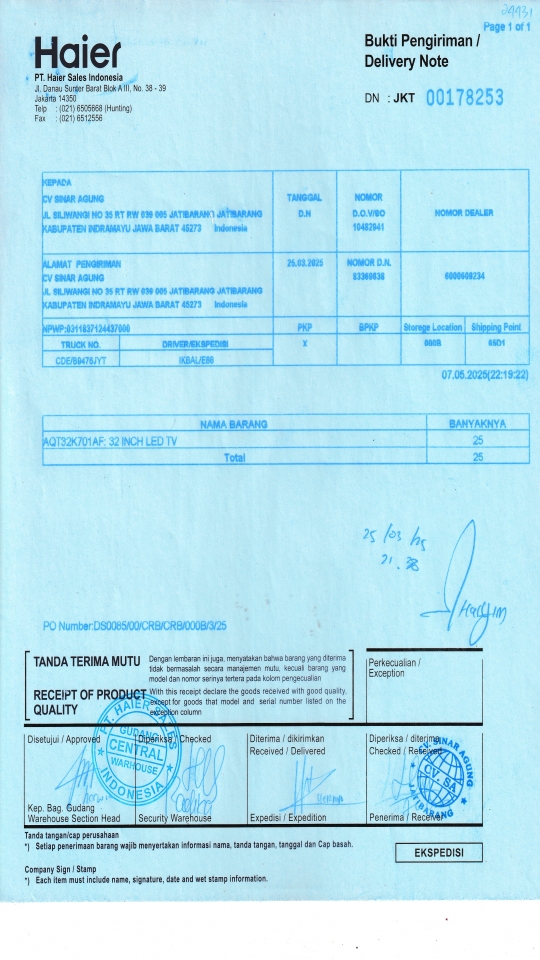 24431
Page 1 of 1
Haier
Bukti Pengiriman /
Delivery Note
PT. Haier Sales Indonesia
Jl. Danau Sunter Barat Blok A III, No. 38 - 39
Jakarta 14350
Telp : (021) 6505668 (Hunting)
Fax : (021) 6512556
DN : JKT 00178253
KEPADA
CV SINAR AGUNG
JL SILIWANGI NO 35 RT RW 039 005 JATIBARANG JATIBARANG
KABUPATEN INDRAMAYU JAWA BARAT 45273 Indonesia
TANGGAL
D.N
NOMOR
D.O.V/BO
10482941
NOMOR DEALER
ALAMAT PENGIRIMAN
CV SINAR AGUNG
JL SILIWANGI NO 35 RT RW 039 005 JATIBARANG JATIBARANG
KABUPATEN INDRAMAYU JAWA BARAT 45273 Indonesia
25.03.2025
NOMOR D.N.
83368638
6000608234
NPWP:0311837124437000
PKP
BPKP
Storege Location
Shipping Point
TRUCK NO.
DRIVER/EKSPEDISI
X
000B
65D1
CDE/B9476/YT
IKBAL/E88
07.05.2025(22:19:22)
NAMA BARANG
BANYAKNYA
AQT32K701AF: 32 INCH LED TV
25
Total
25
25/03/25
21.38
PO Number:DS0085/00/CRB/CRB/000B/3/25
TANDA TERIMA MUTU
Dengan lembaran ini juga, menyatakan bahwa barang yang diterima
tidak bermasalah secara manajemen mutu, kecuali barang yang
model dan nomor serinya tertera pada kolom pengecualian
RECEIPT OF PRODUCT
QUALITY
With this receipt declare the goods received with good quality,
except for goods that model and serial number listed on the
exception column
Perkecualian /
Exception
Disetujui / Approved
Diperiksa / Checked
Diterima / dikirimkan
Received / Delivered
Diperiksa / diterima
Checked / Received
PT. HAIER SALES
GUDANG
CENTRAL
WARHOUSE
INDONESIA
CV. SINAR AGUNG
CV. SA
JATIBARANG
Kep. Bag. Gudang
Warehouse Section Head
Security Warehouse
Expedisi / Expedition
Penerima / Receiver
Tanda tangan/cap perusahaan
*) Setiap penerimaan barang wajib menyertakan informasi nama, tanda tangan, tanggal dan Cap basah.
EKSPEDISI
Company Sign / Stamp
*) Each item must include name, signature, date and wet stamp information.